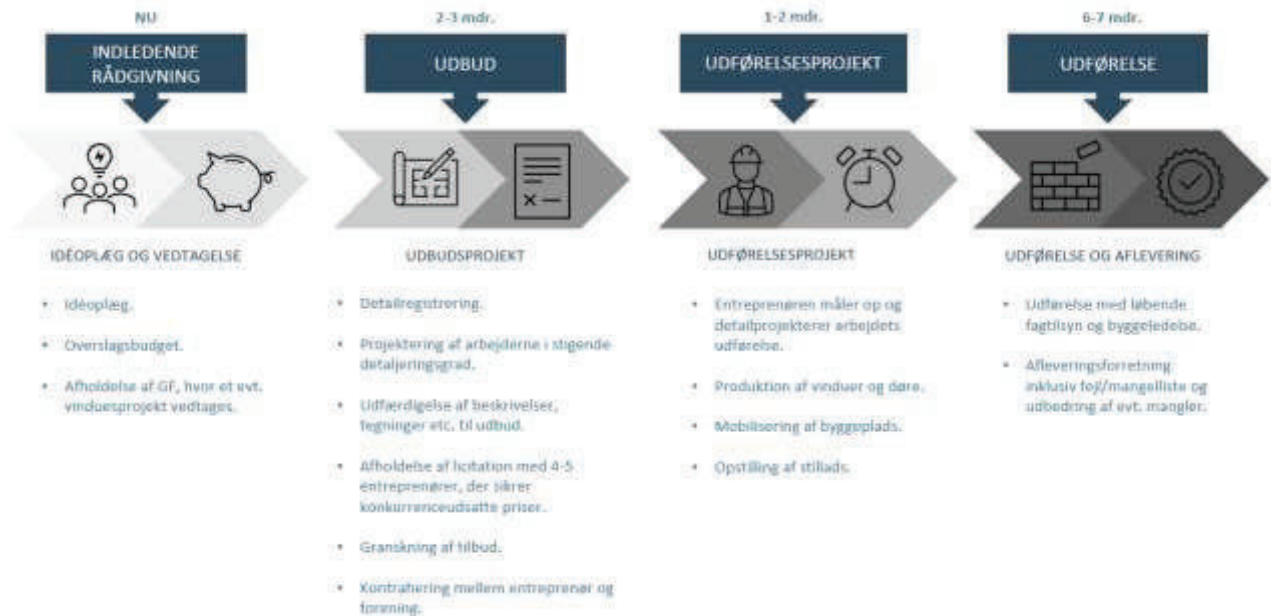 NU
INDLEDENDE
RÅDGIVNING
IDÉOPLÆG OG VEDTAGELSE
• Idéoplæg.
• Overslagsbudget.
• Afholdelse af GF, hvor et evt.
vinduesprojekt vedtages.
2-3 mdr.
UDBUD
UDBUDSPROJEKT
• Detailregistrering.
• Projektering af arbejderne i stigende
detaljeringsgrad.
• Udfærdigelse af beskrivelser,
tegninger etc. til udbud.
• Afholdelse af licitation med 4-5
entreprenører, der sikrer
konkurrenceudsatte priser.
• Granskning af tilbud.
• Kontrahering mellem entreprenør og
forening.
1-2 mdr.
UDFØRELSESPROJEKT
UDFØRELSESPROJEKT
• Entreprenøren måler op og
detailprojekterer arbejdets
udførelse.
• Produktion af vinduer og døre.
• Mobilisering af byggeplads.
• Opstilling af stillads.
6-7 mdr.
UDFØRELSE
UDFØRELSE OG AFLEVERING
• Udførelse med løbende
fagtilsyn og byggeledelse.
• Afleveringsforretning
inklusiv fejl/mangelliste og
udbedring af evt. mangler.